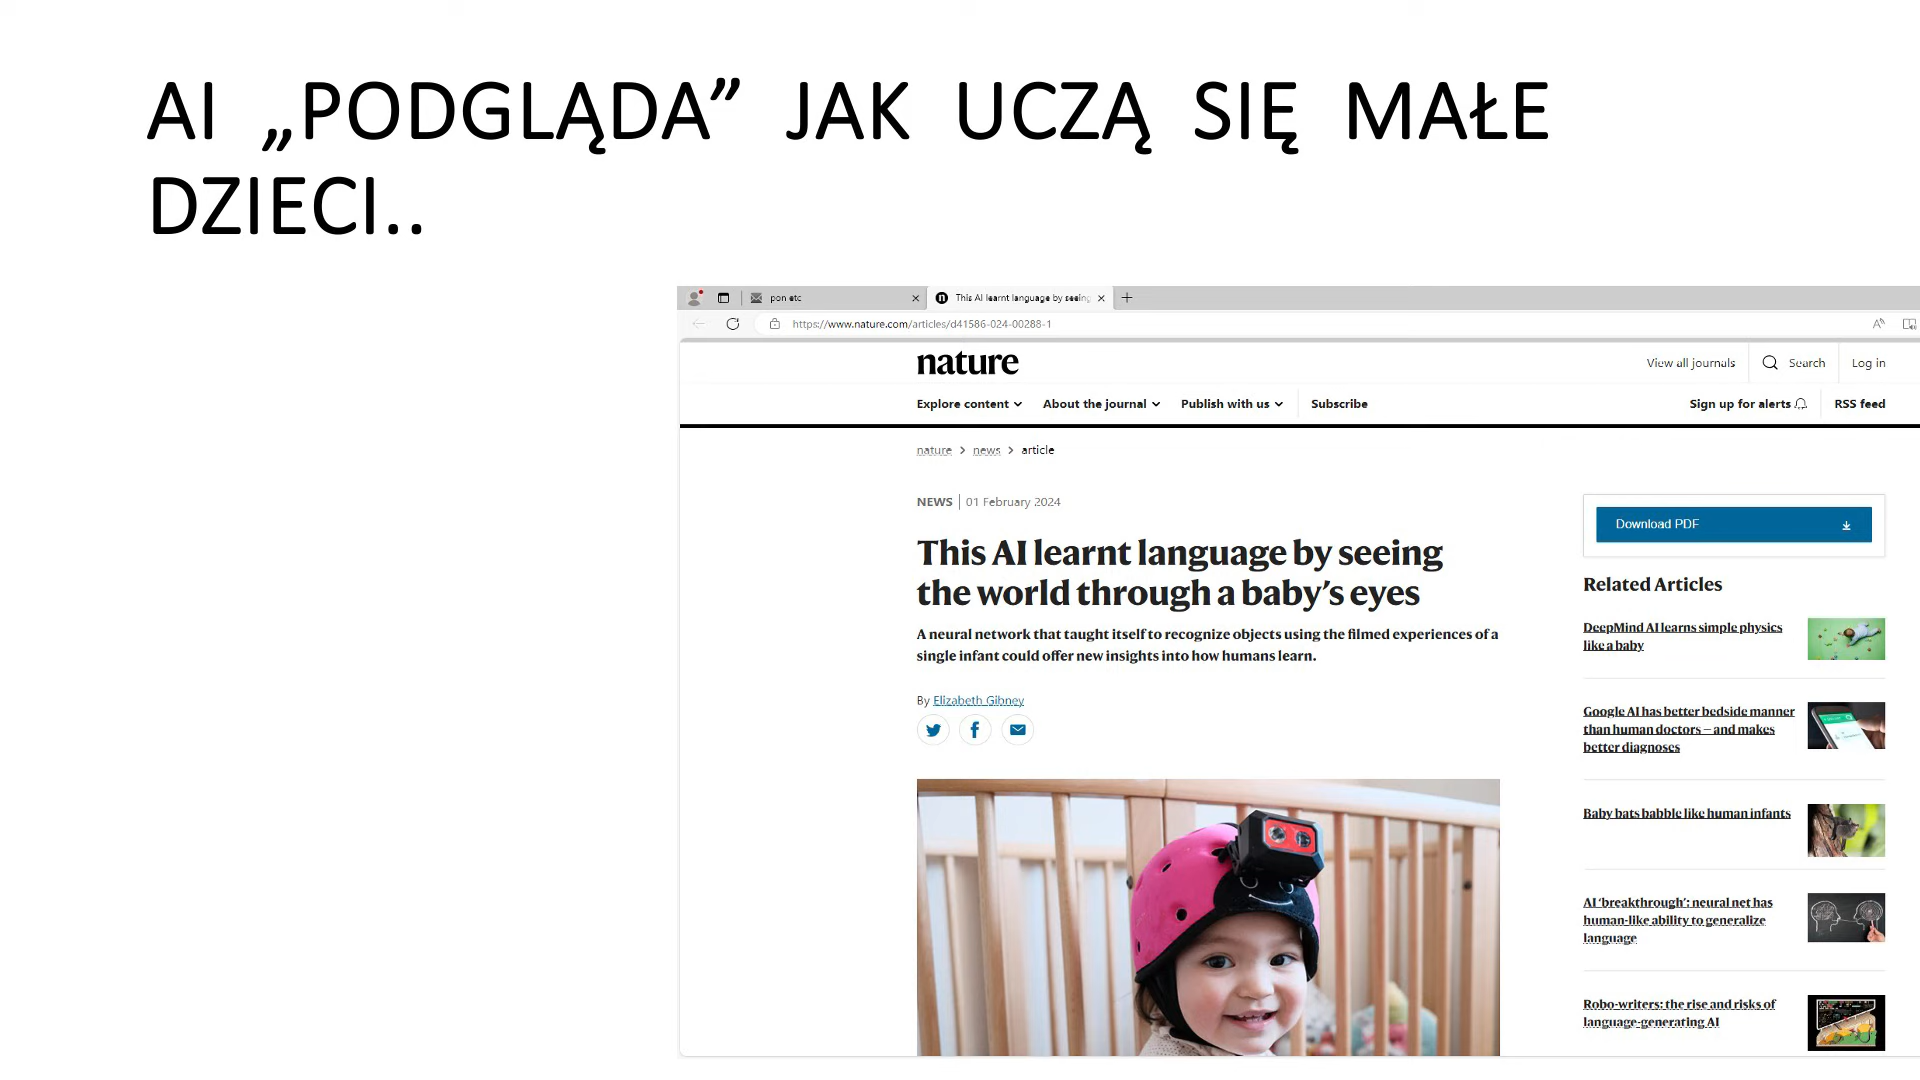 AI „PODGLĄDA” JAK UCZĄ SIĘ MAŁE
DZIECI..
pon etc
This AI learnt language by seeing
https://www.nature.com/articles/d41586-024-00288-1
nature
View all journals
Search
Log in
Explore content
About the journal
Publish with us
Subscribe
Sign up for alerts
RSS feed
nature > news > article
NEWS | 01 February 2024
This AI learnt language by seeing
the world through a baby’s eyes
A neural network that taught itself to recognize objects using the filmed experiences of a
single infant could offer new insights into how humans learn.
By Elizabeth Gibney
Download PDF
Related Articles
DeepMind AI learns simple physics
like a baby
Google AI has better bedside manner
than human doctors — and makes
better diagnoses
Baby bats babble like human infants
AI ‘breakthrough’: neural net has
human-like ability to generalize
language
Robo-writers: the rise and risks of
language-generating AI